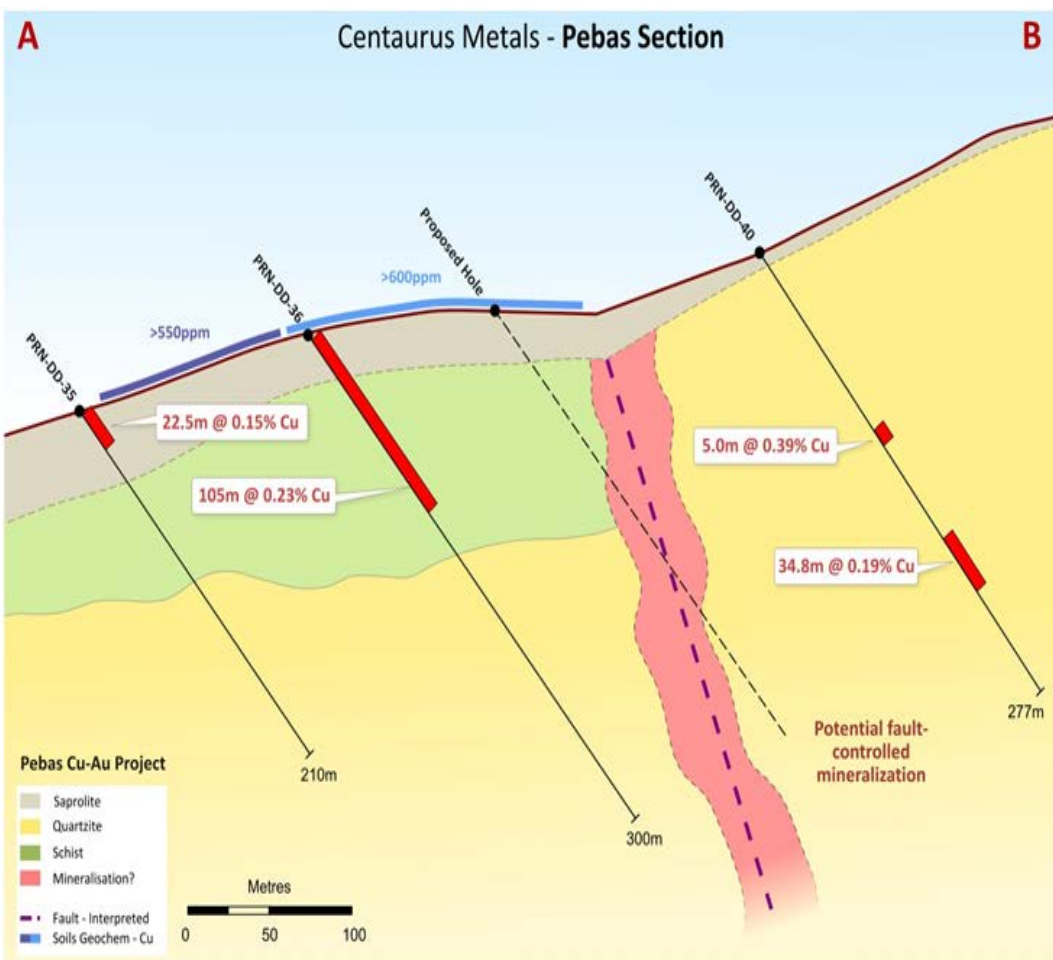 A
Centaurus Metals - Pebas Section
B
PRN-DD-40
Proposed Hole
>600ppm
PRN-DD-36
>550ppm
PRN-DD-35
22.5m @ 0.15% Cu
5.0m @ 0.39% Cu
105m @ 0.23% Cu
34.8m @ 0.19% Cu
277m
Potential fault-
controlled
mineralization
210m
300m
Pebas Cu-Au Project
Saprolite
Quartzite
Schist
Mineralisation?
Fault - Interpreted
Soils Geochem - Cu
Metres
0 50 100